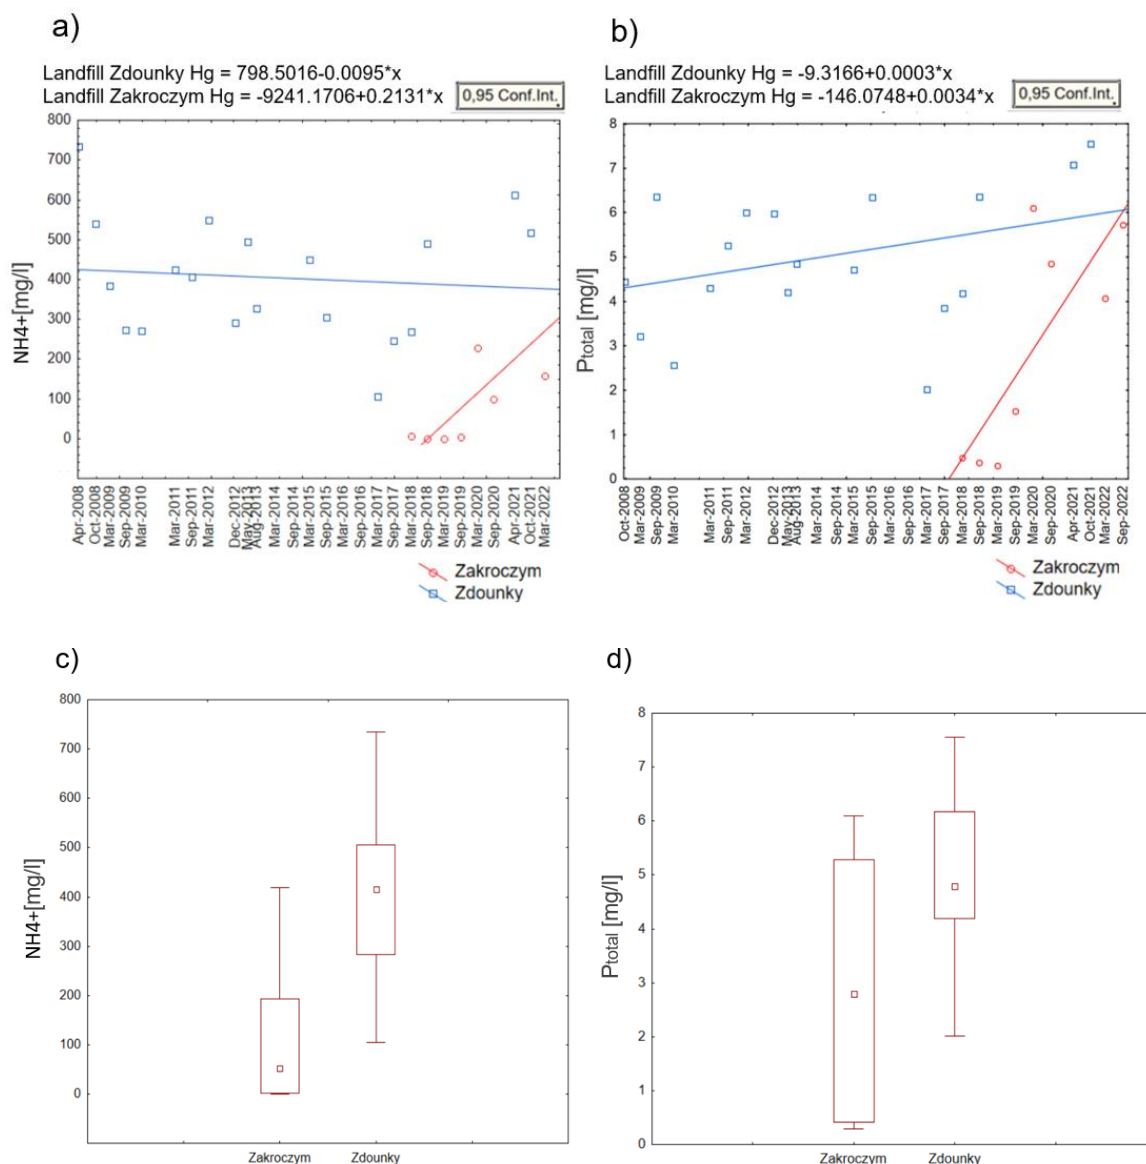 a)
Landfill Zdounky Hg = 798.5016-0.0095*x
Landfill Zakroczym Hg = -9241.1706+0.2131*x
0,95 Conf.Int.
800
700
600
500
400
300
200
100
0
NH4+[mg/l]
Apr-2008
Oct-2008
Mar-2009
Sep-2009
Mar-2010
Mar-2011
Sep-2011
Mar-2012
Dec-2012
May-2013
Aug-2013
Mar-2014
Sep-2014
Mar-2015
Sep-2015
Mar-2016
Sep-2016
Mar-2017
Sep-2017
Mar-2018
Sep-2018
Mar-2019
Sep-2019
Mar-2020
Sep-2020
Apr-2021
Oct-2021
Mar-2022
Zakroczym
Zdounky
b)
Landfill Zdounky Hg = -9.3166+0.0003*x
Landfill Zakroczym Hg = -146.0748+0.0034*x
0,95 Conf.Int.
8
7
6
5
4
3
2
1
0
Ptotal [mg/l]
Oct-2008
Mar-2009
Sep-2009
Mar-2010
Mar-2011
Sep-2011
Mar-2012
Dec-2012
May-2013
Aug-2013
Mar-2014
Sep-2014
Mar-2015
Sep-2015
Mar-2016
Sep-2016
Mar-2017
Sep-2017
Mar-2018
Sep-2018
Mar-2019
Sep-2019
Mar-2020
Sep-2020
Apr-2021
Oct-2021
Mar-2022
Sep-2022
Zakroczym
Zdounky
c)
800
700
600
500
400
300
200
100
0
NH4+[mg/l]
Zakroczym
Zdounky
d)
8
7
6
5
4
3
2
1
0
Ptotal [mg/l]
Zakroczym
Zdounky